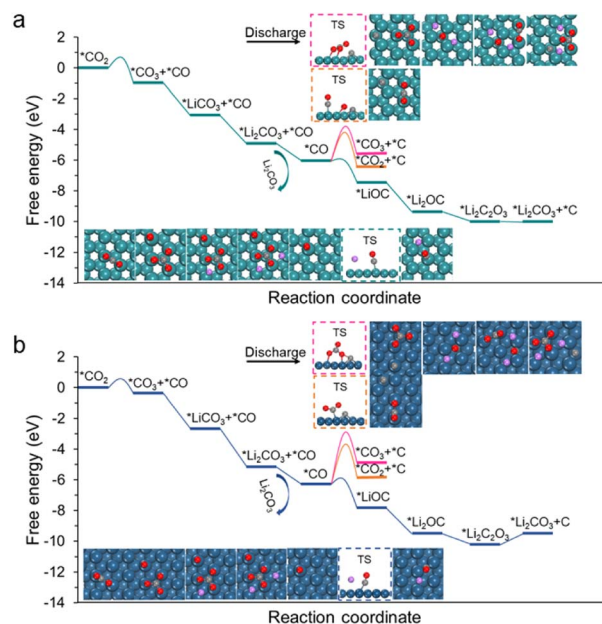 a
Discharge
TS
TS
*CO₂
*CO₃+*CO
*LiCO₃+*CO
*Li₂CO₃+*CO
Li₂CO₃
*CO
*CO₃+*C
*CO₂+*C
*LiOC
*Li₂OC
*Li₂C₂O₃
*Li₂CO₃+*C
TS
2
0
-2
-4
-6
-8
-10
-12
-14
Free energy (eV)
Reaction coordinate
b
Discharge
TS
TS
*CO₂
*CO₃+*CO
*LiCO₃+*CO
*Li₂CO₃+*CO
Li₂CO₃
*CO
*CO₃+*C
*CO₂+*C
*LiOC
*Li₂OC
*Li₂C₂O₃
*Li₂CO₃+C
TS
2
0
-2
-4
-6
-8
-10
-12
-14
Free energy (eV)
Reaction coordinate